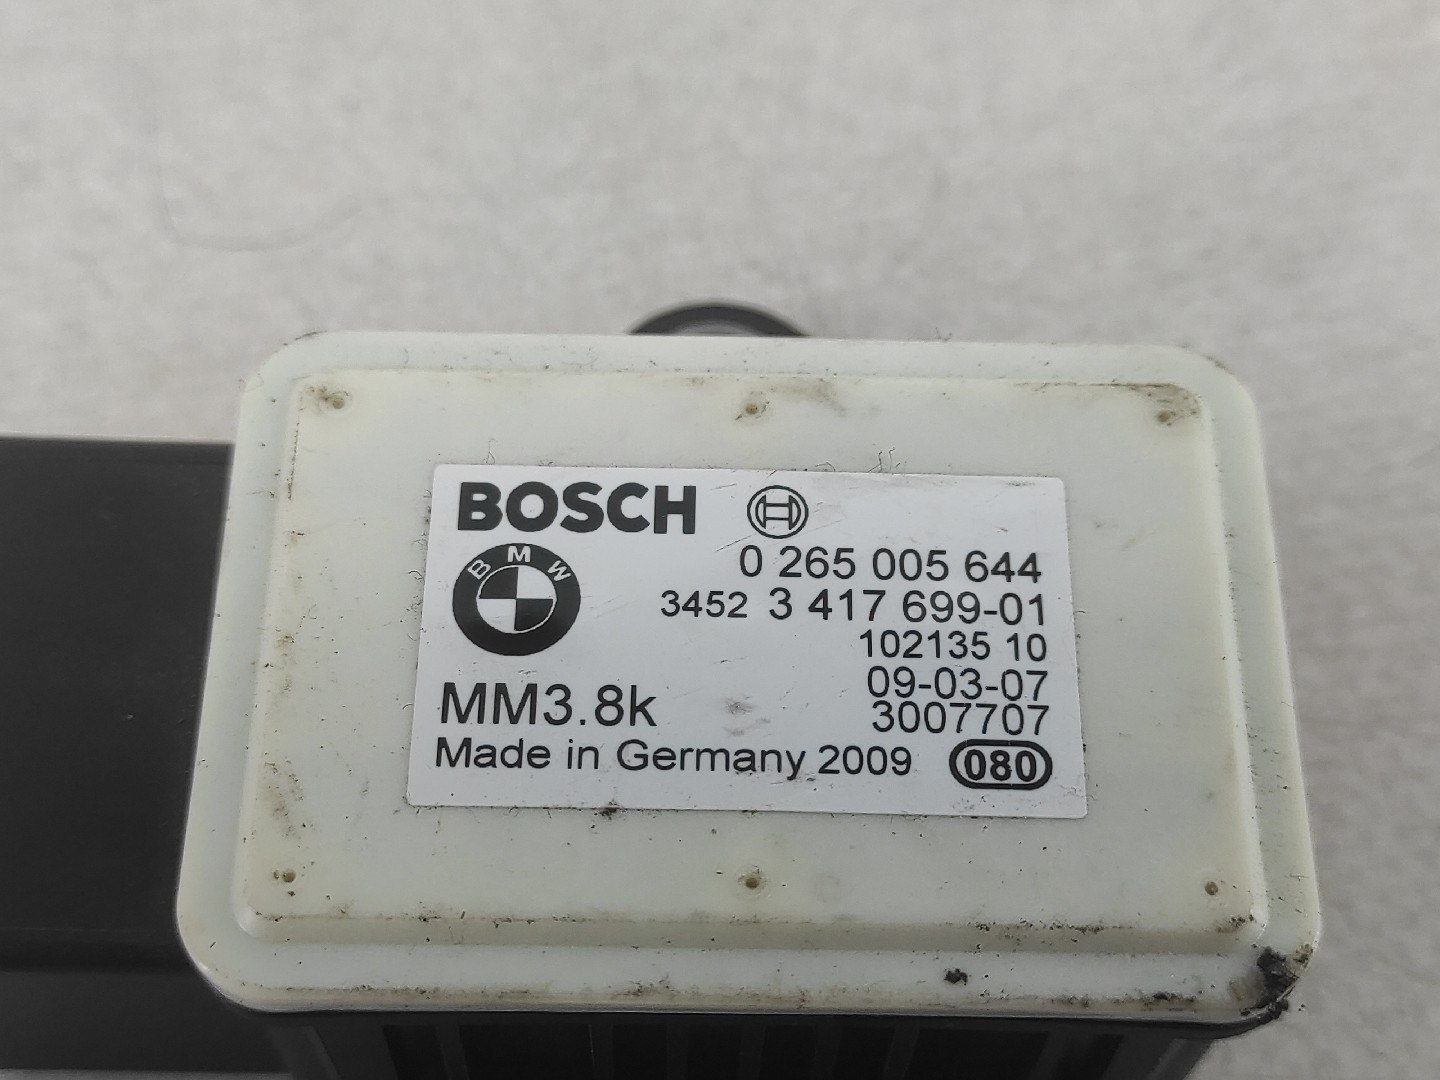 BOSCH
0 265 005 644
BMW
3452 3 417 699-01
102135 10
09-03-07
MM3.8k
3007707
Made in Germany 2009 080